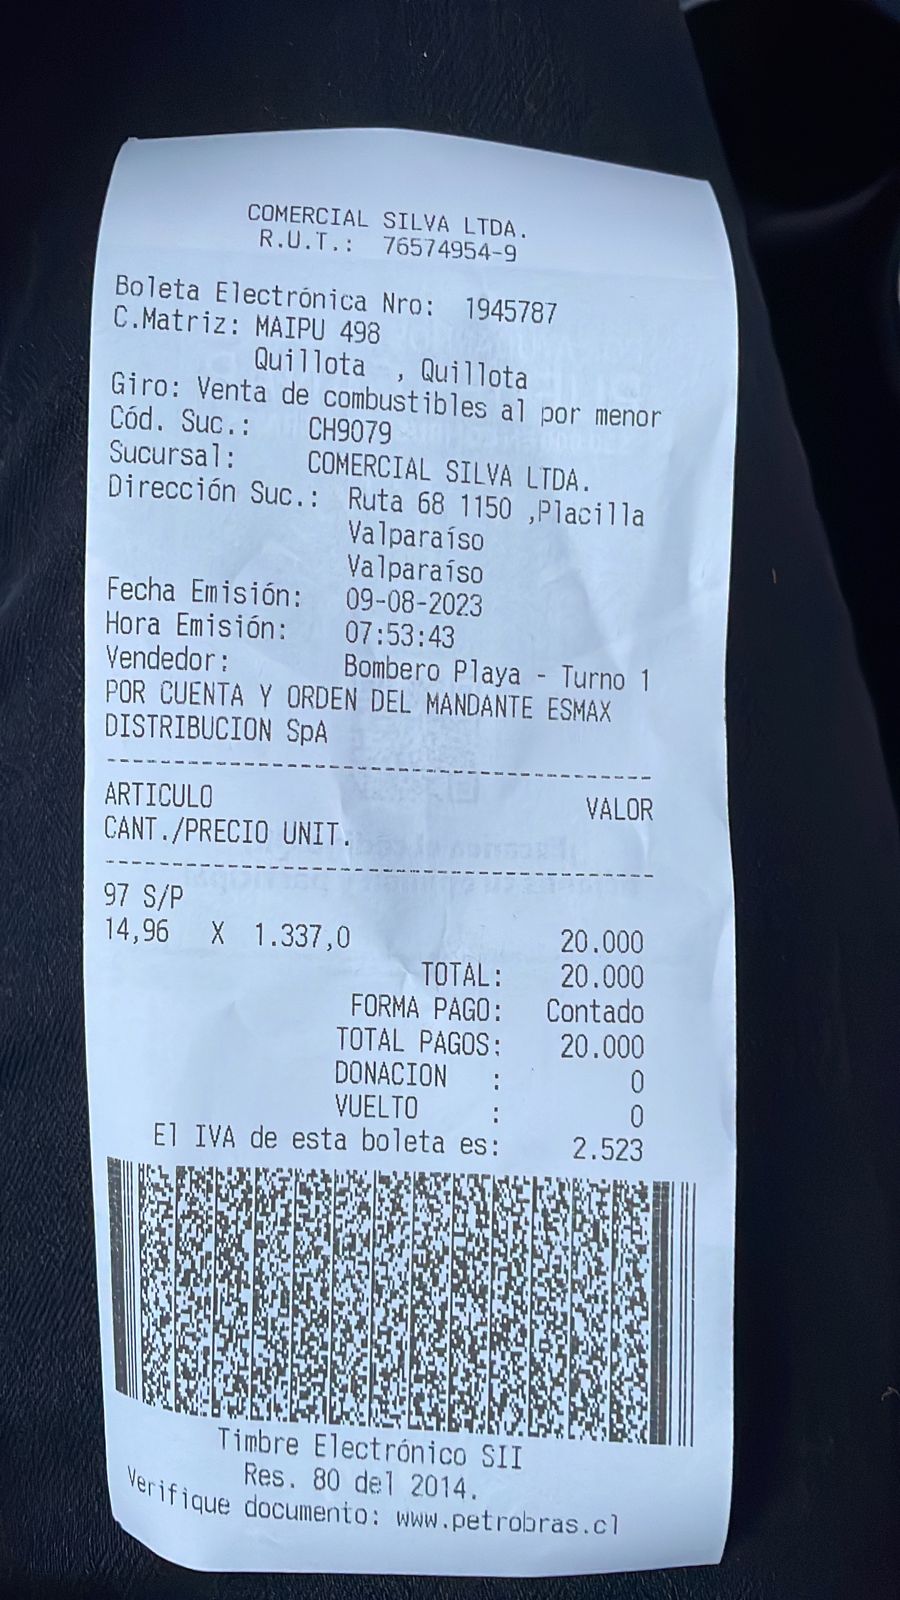 COMERCIAL SILVA LTDA.
R.U.T.: 76574954-9
Boleta Electrónica Nro: 1945787
C.Matriz: MAIPU 498
Quillota , Quillota
Giro: Venta de combustibles al por menor
Cód. Suc.: CH9079
Sucursal: COMERCIAL SILVA LTDA.
Dirección Suc.: Ruta 68 1150 ,Placilla
Valparaíso
Valparaíso
Fecha Emisión: 09-08-2023
Hora Emisión: 07:53:43
Vendedor: Bombero Playa - Turno 1
POR CUENTA Y ORDEN DEL MANDANTE ESMAX
DISTRIBUCION SpA
ARTICULO VALOR
CANT./PRECIO UNIT.
97 S/P
14,96 X 1.337,0 20.000
TOTAL: 20.000
FORMA PAGO: Contado
TOTAL PAGOS: 20.000
DONACION : 0
VUELTO : 0
El IVA de esta boleta es: 2.523
Timbre Electrónico SII
Res. 80 del 2014.
Verifique documento: www.petrobras.cl